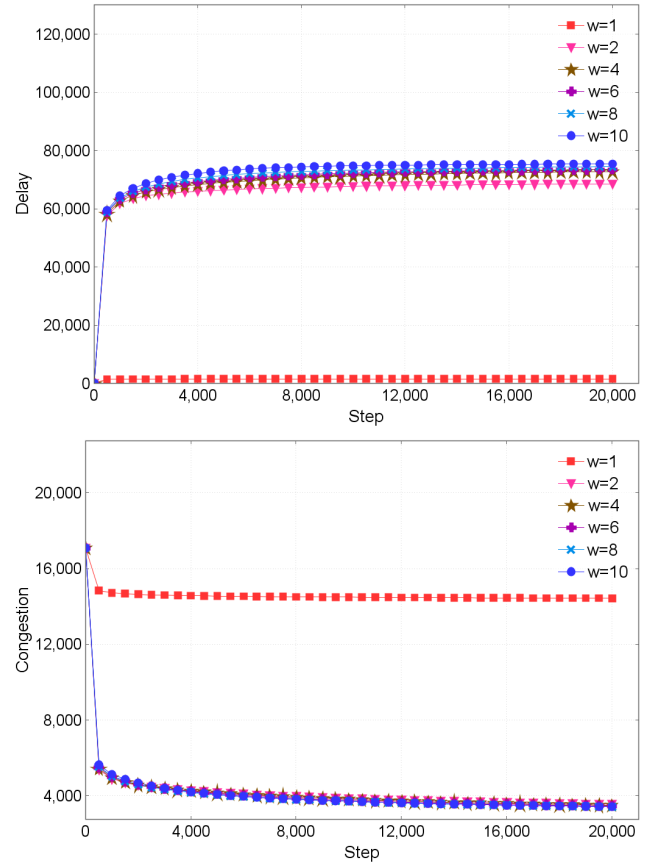 120,000
100,000
80,000
60,000
40,000
20,000
0
Delay
w=1
w=2
w=4
w=6
w=8
w=10
0 4,000 8,000 12,000 16,000 20,000
Step
20,000
16,000
12,000
8,000
4,000
Congestion
w=1
w=2
w=4
w=6
w=8
w=10
0 4,000 8,000 12,000 16,000 20,000
Step